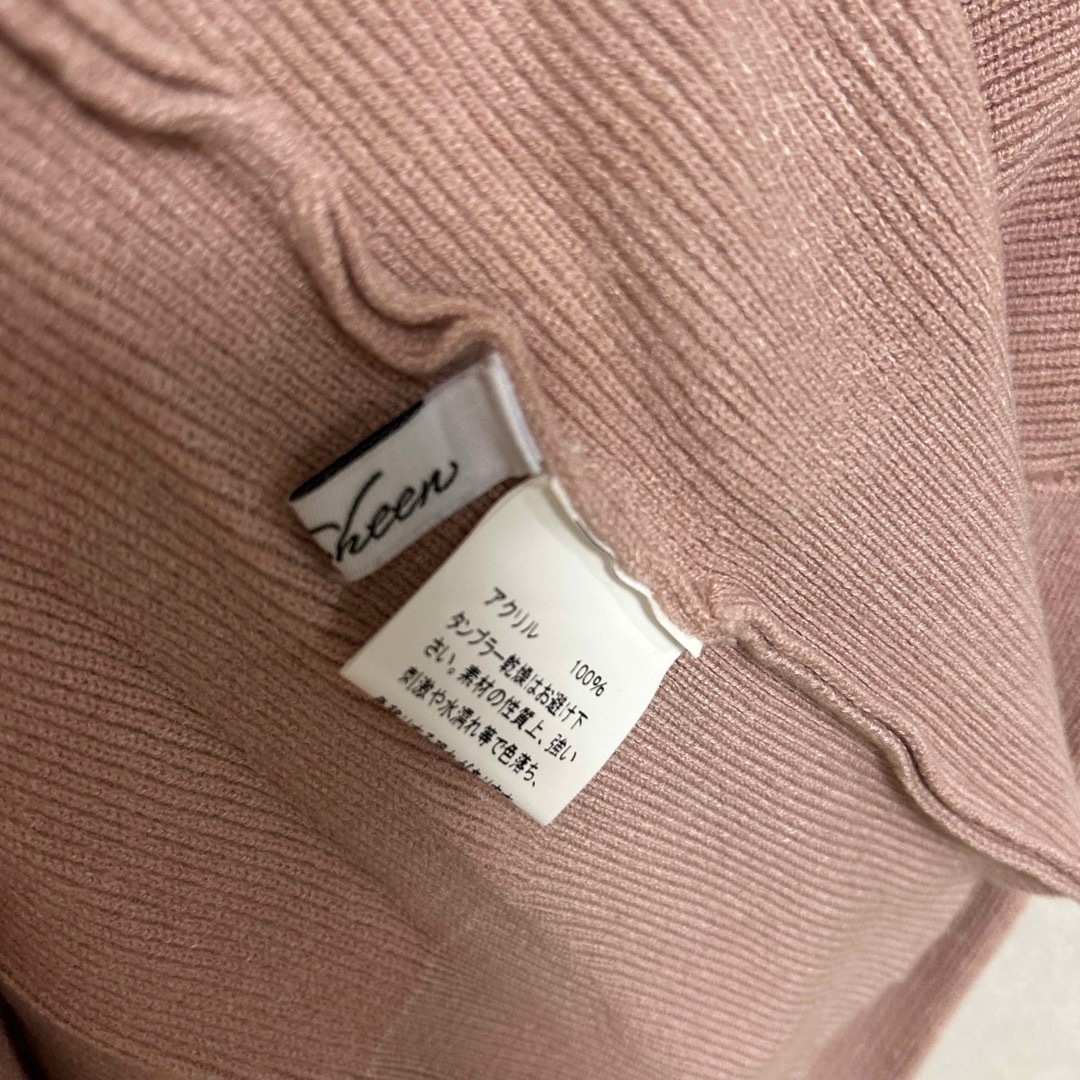 heen
アクリル 100%
タンブラー乾燥はお避け下
さい。素材の性質上、強い
刺激や水濡れ等で色落ち、